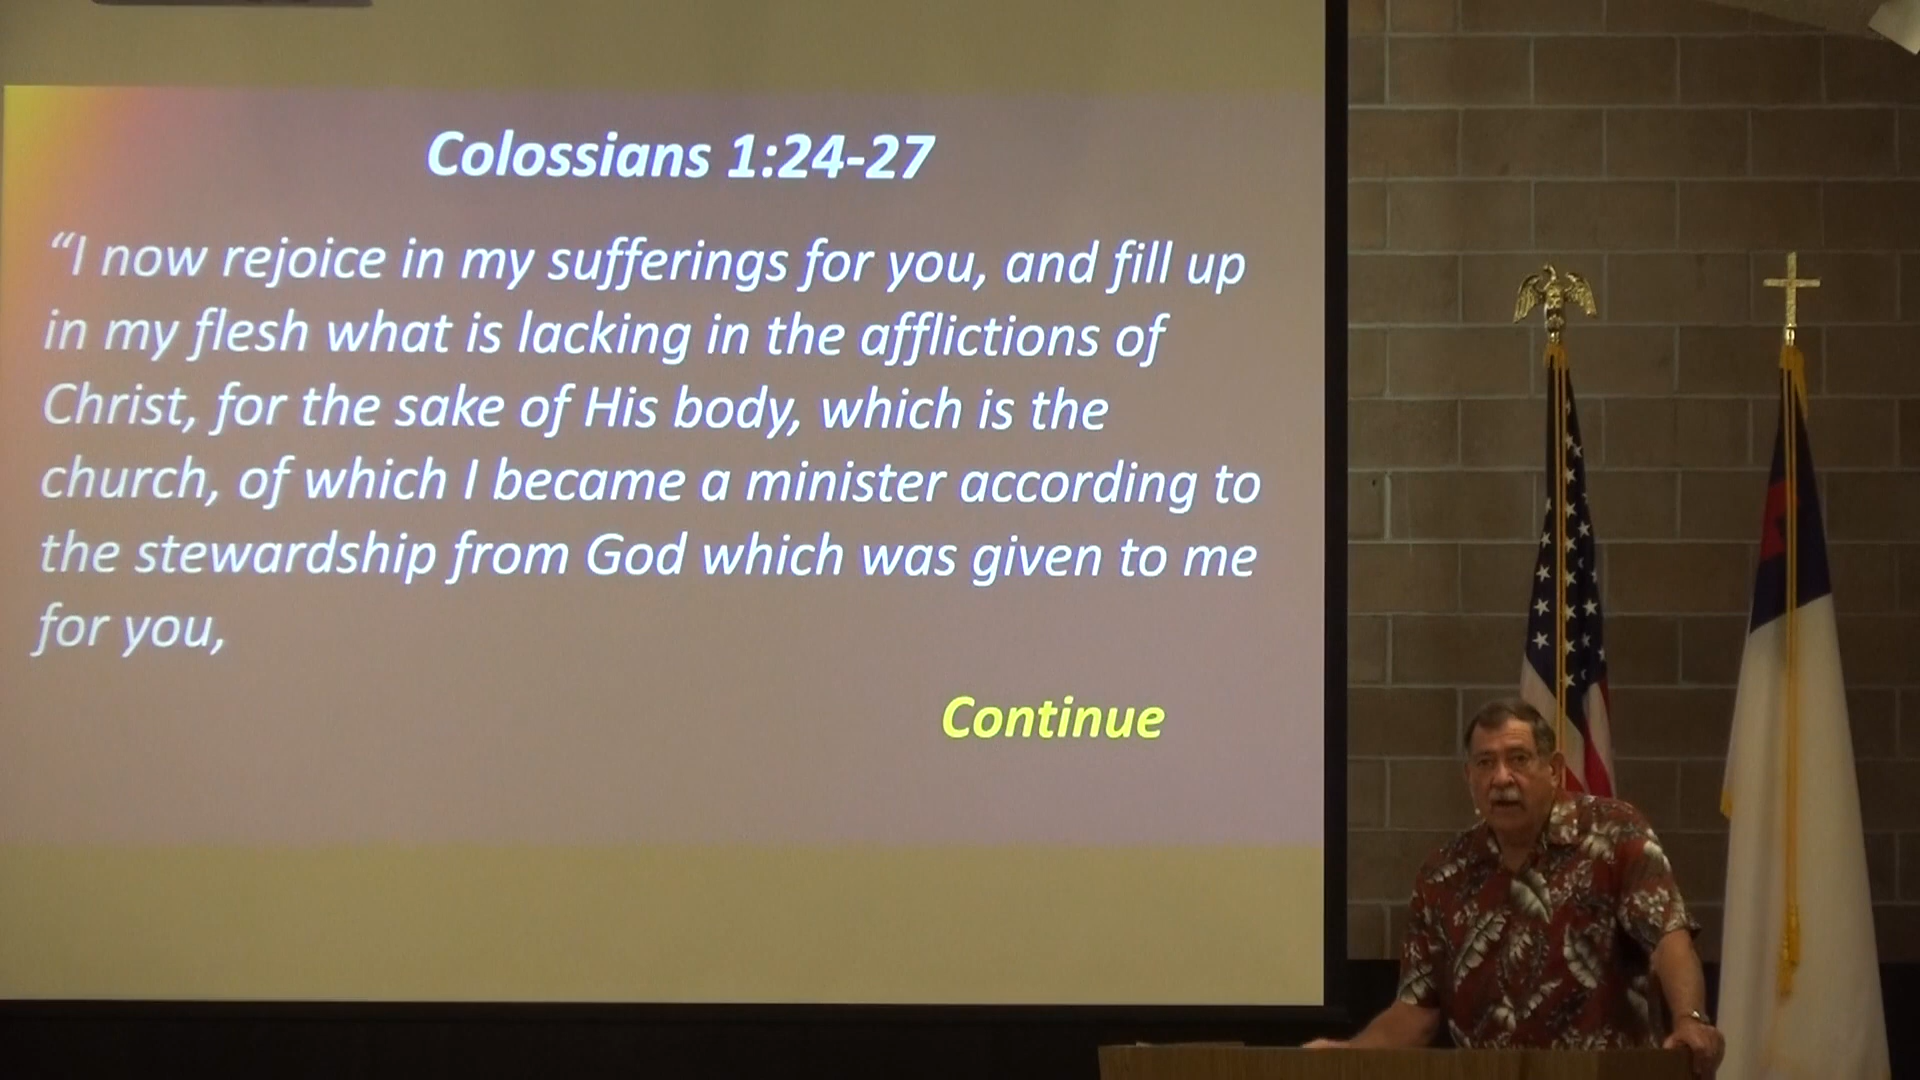 Colossians 1:24-27
“I now rejoice in my sufferings for you, and fill up
in my flesh what is lacking in the afflictions of
Christ, for the sake of His body, which is the
church, of which I became a minister according to
the stewardship from God which was given to me
for you,
Continue